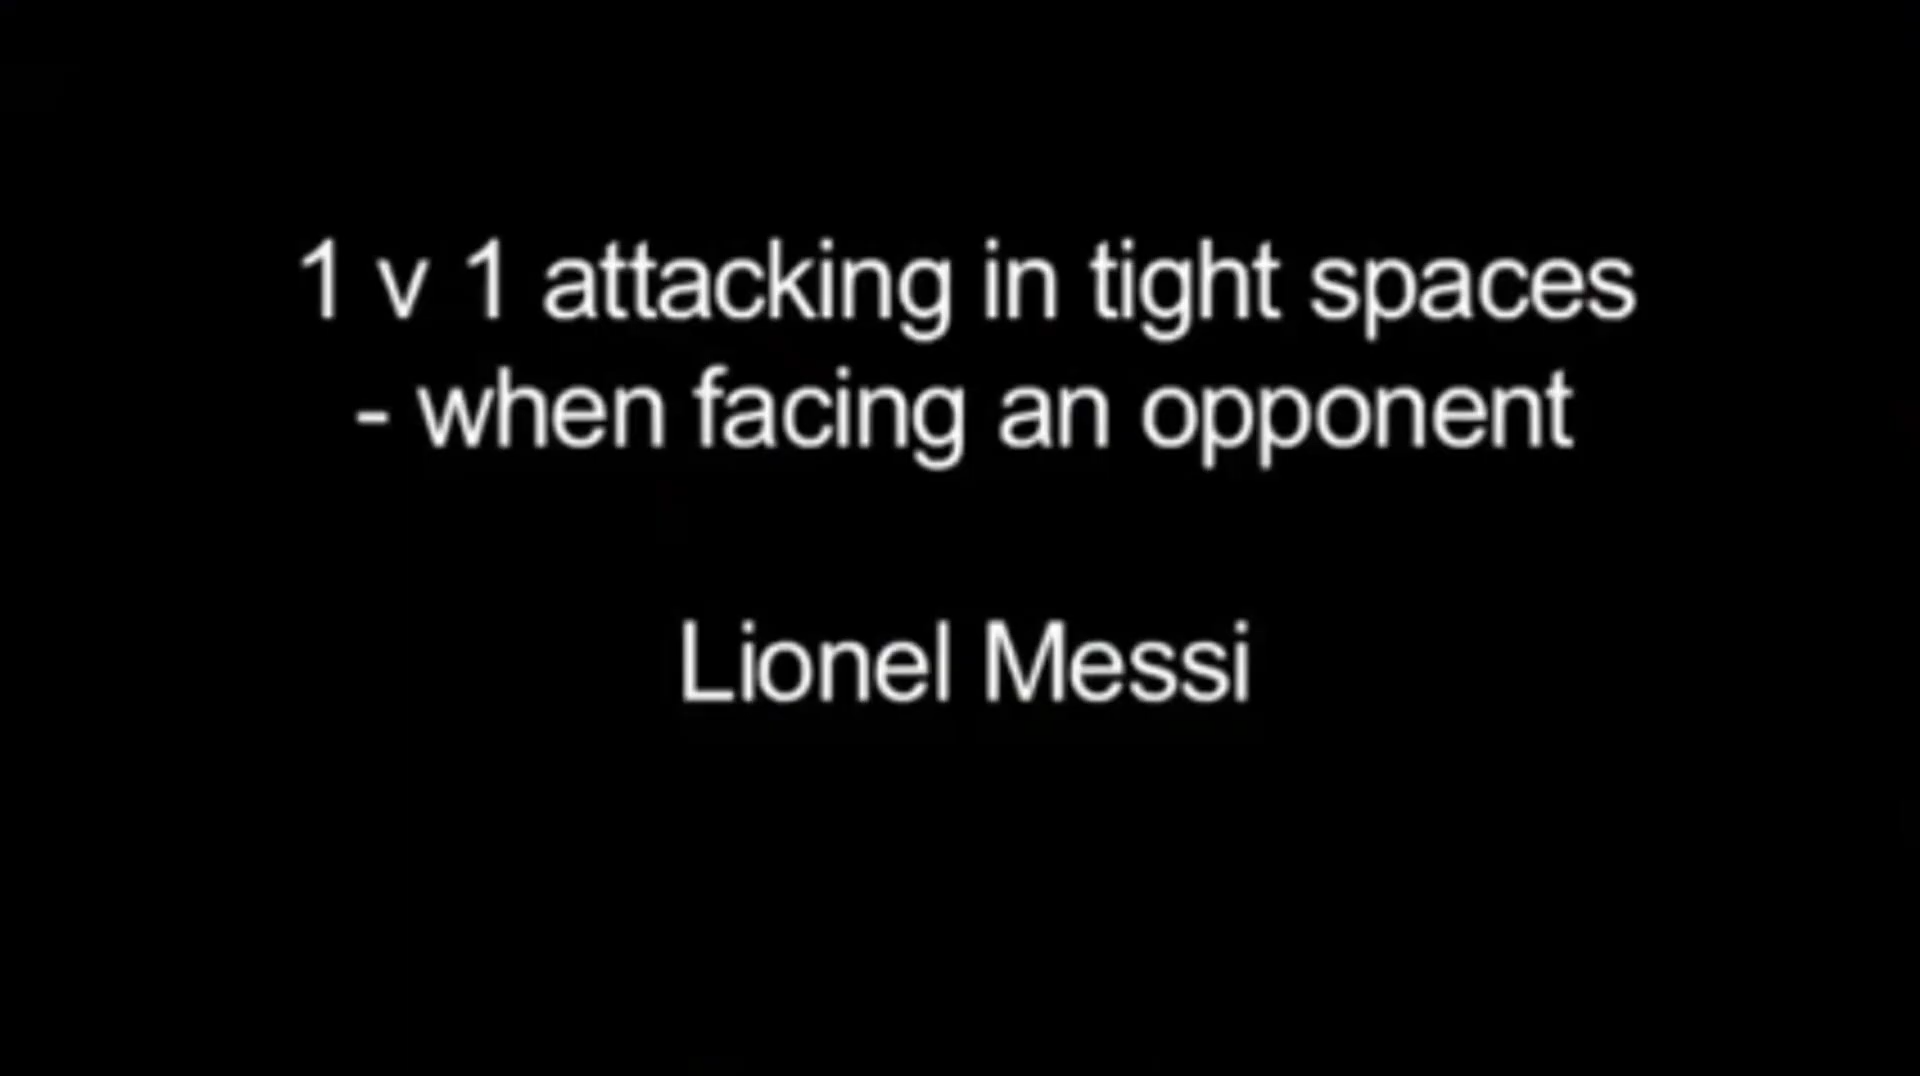 1 v 1 attacking in tight spaces
- when facing an opponent
Lionel Messi